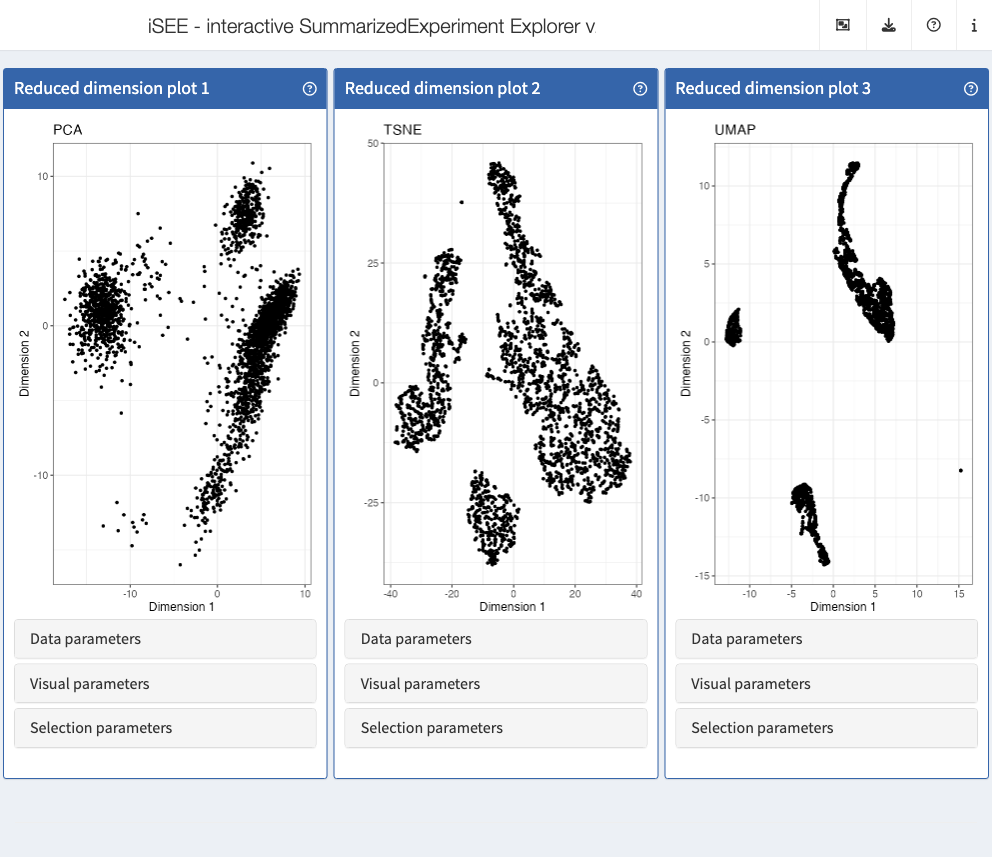 iSEE - interactive SummarizedExperiment Explorer v
Reduced dimension plot 1
PCA
10
0
-10
Dimension 2
-10 0 10
Dimension 1
Data parameters
Visual parameters
Selection parameters
Reduced dimension plot 2
TSNE
50
25
0
-25
Dimension 2
-40 -20 0 20 40
Dimension 1
Data parameters
Visual parameters
Selection parameters
Reduced dimension plot 3
UMAP
10
5
0
-5
-10
-15
Dimension 2
-10 -5 0 5 10 15
Dimension 1
Data parameters
Visual parameters
Selection parameters